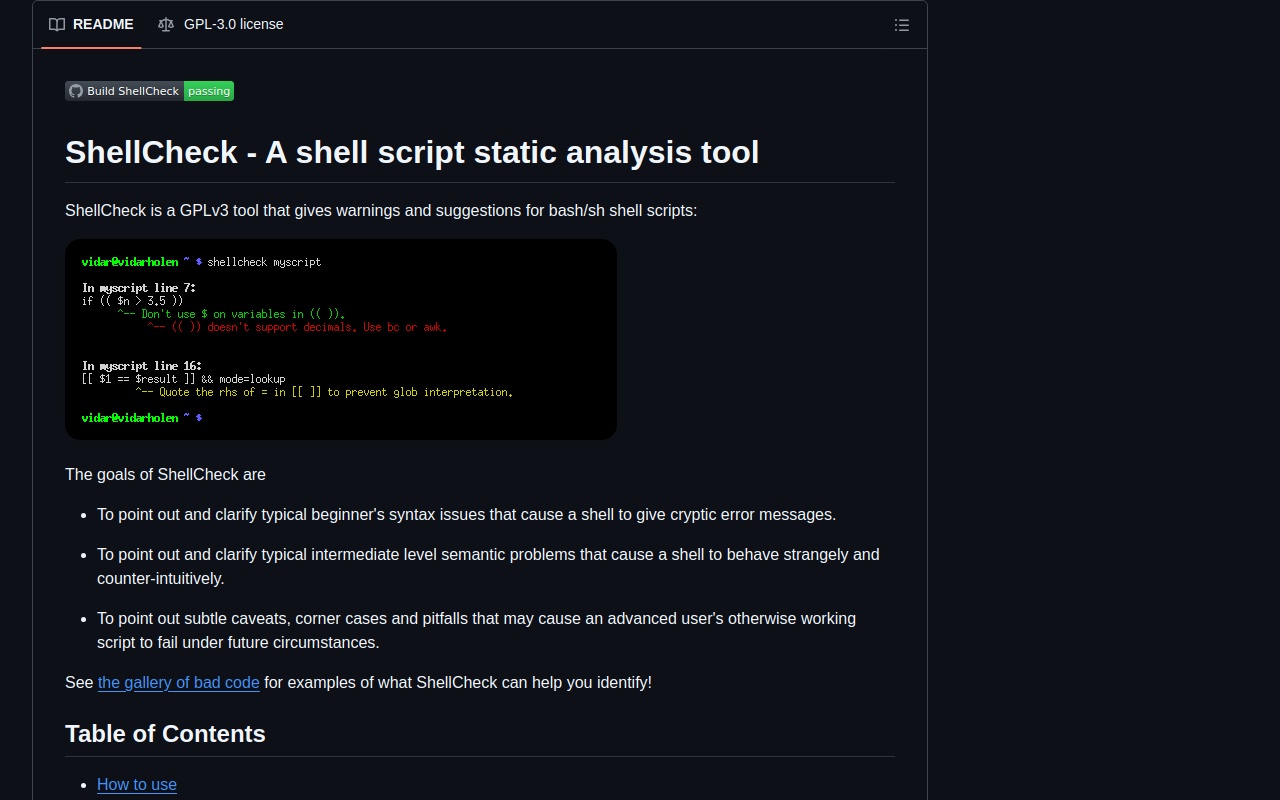 README
GPL-3.0 license
Build ShellCheck passing
ShellCheck - A shell script static analysis tool
ShellCheck is a GPLv3 tool that gives warnings and suggestions for bash/sh shell scripts:
vidar@vidarholen ~ $ shellcheck myscript
In myscript line 7:
if (( $n > 3.5 ))
^-- Don't use $ on variables in (( )).
^-- (( )) doesn't support decimals. Use bc or awk.
In myscript line 16:
[[ $1 == $result ]] && mode=lookup
^-- Quote the rhs of = in [[ ]] to prevent glob interpretation.
vidar@vidarholen ~ $
The goals of ShellCheck are
To point out and clarify typical beginner's syntax issues that cause a shell to give cryptic error messages.
To point out and clarify typical intermediate level semantic problems that cause a shell to behave strangely and
counter-intuitively.
To point out subtle caveats, corner cases and pitfalls that may cause an advanced user's otherwise working
script to fail under future circumstances.
See the gallery of bad code for examples of what ShellCheck can help you identify!
Table of Contents
How to use